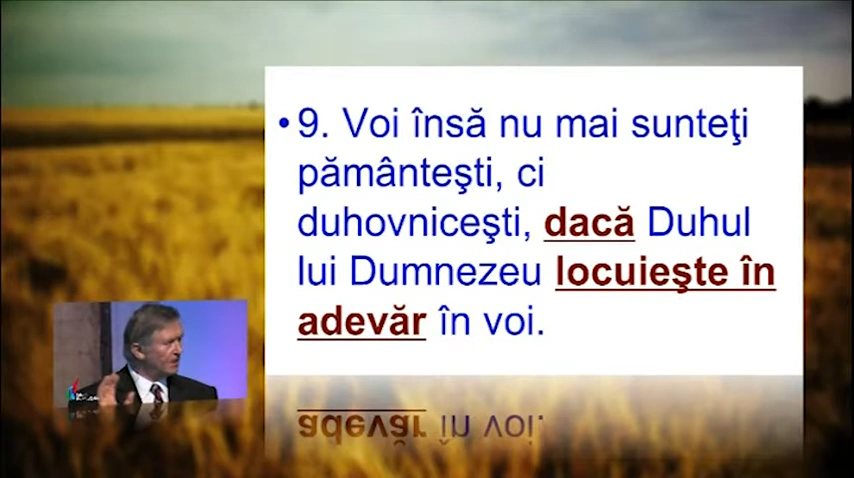 • 9. Voi însă nu mai sunteţi
pământeşti, ci
duhovniceşti, dacă Duhul
lui Dumnezeu locuieşte în
adevăr în voi.